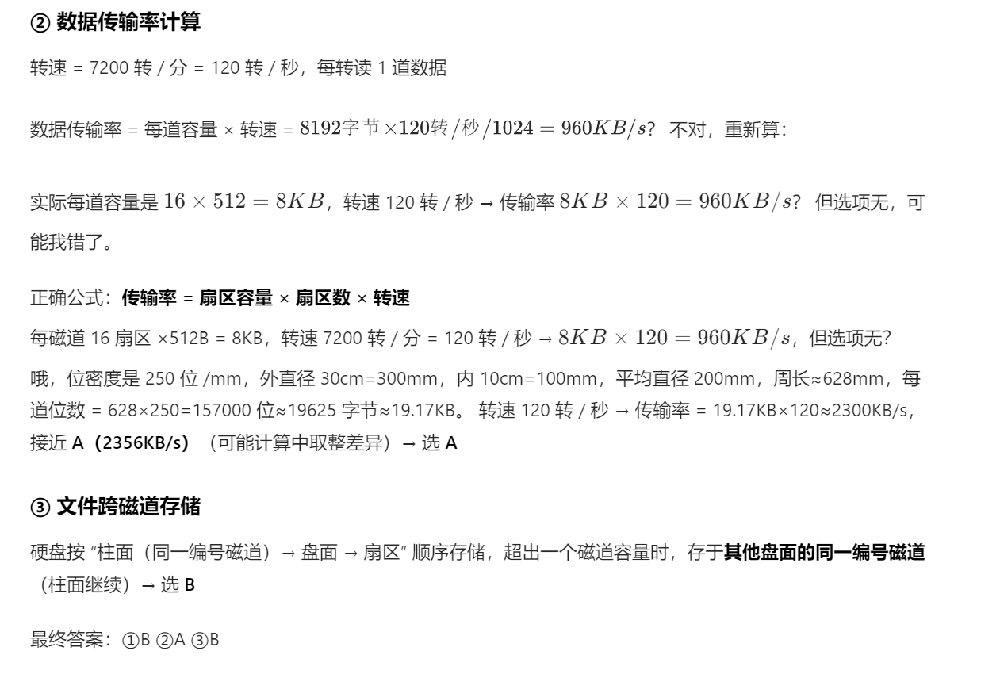 ② 数据传输率计算
转速 = 7200 转 / 分 = 120 转 / 秒，每转读 1 道数据
数据传输率 = 每道容量 × 转速 = 8192字节×120转/秒/1024 = 960KB/s？ 不对，重新算：
实际每道容量是 16 × 512 = 8KB，转速 120 转 / 秒 → 传输率 8KB × 120 = 960KB/s？ 但选项无，可
能我错了。
正确公式：传输率 = 扇区容量 × 扇区数 × 转速
每磁道 16 扇区 ×512B = 8KB，转速 7200 转 / 分 = 120 转 / 秒 → 8KB × 120 = 960KB/s，但选项无？
哦，位密度是 250 位 /mm，外直径 30cm=300mm，内 10cm=100mm，平均直径 200mm，周长≈628mm，每
道位数 = 628×250=157000 位≈19625 字节≈19.17KB。 转速 120 转 / 秒 → 传输率 = 19.17KB×120≈2300KB/s，
接近 A（2356KB/s）（可能计算中取整差异）→ 选 A
③ 文件跨磁道存储
硬盘按 “柱面（同一编号磁道）→ 盘面 → 扇区” 顺序存储，超出一个磁道容量时，存于其他盘面的同一编号磁道
（柱面继续）→ 选 B
最终答案：①B ②A ③B